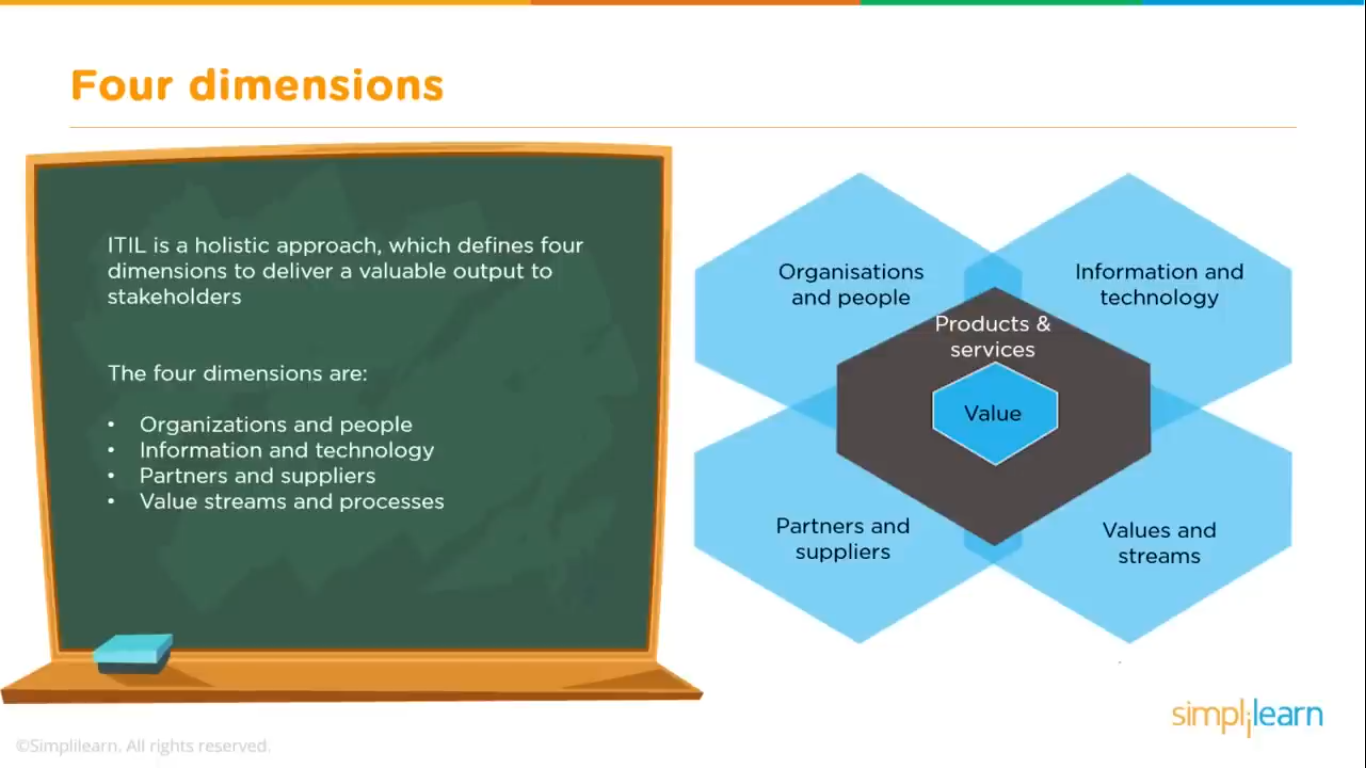 Four dimensions
ITIL is a holistic approach, which defines four
dimensions to deliver a valuable output to
stakeholders
The four dimensions are:
• Organizations and people
• Information and technology
• Partners and suppliers
• Value streams and processes
Organisations
and people
Information and
technology
Products &
services
Value
Partners and
suppliers
Values and
streams
simplilearn
©Simplilearn. All rights reserved.